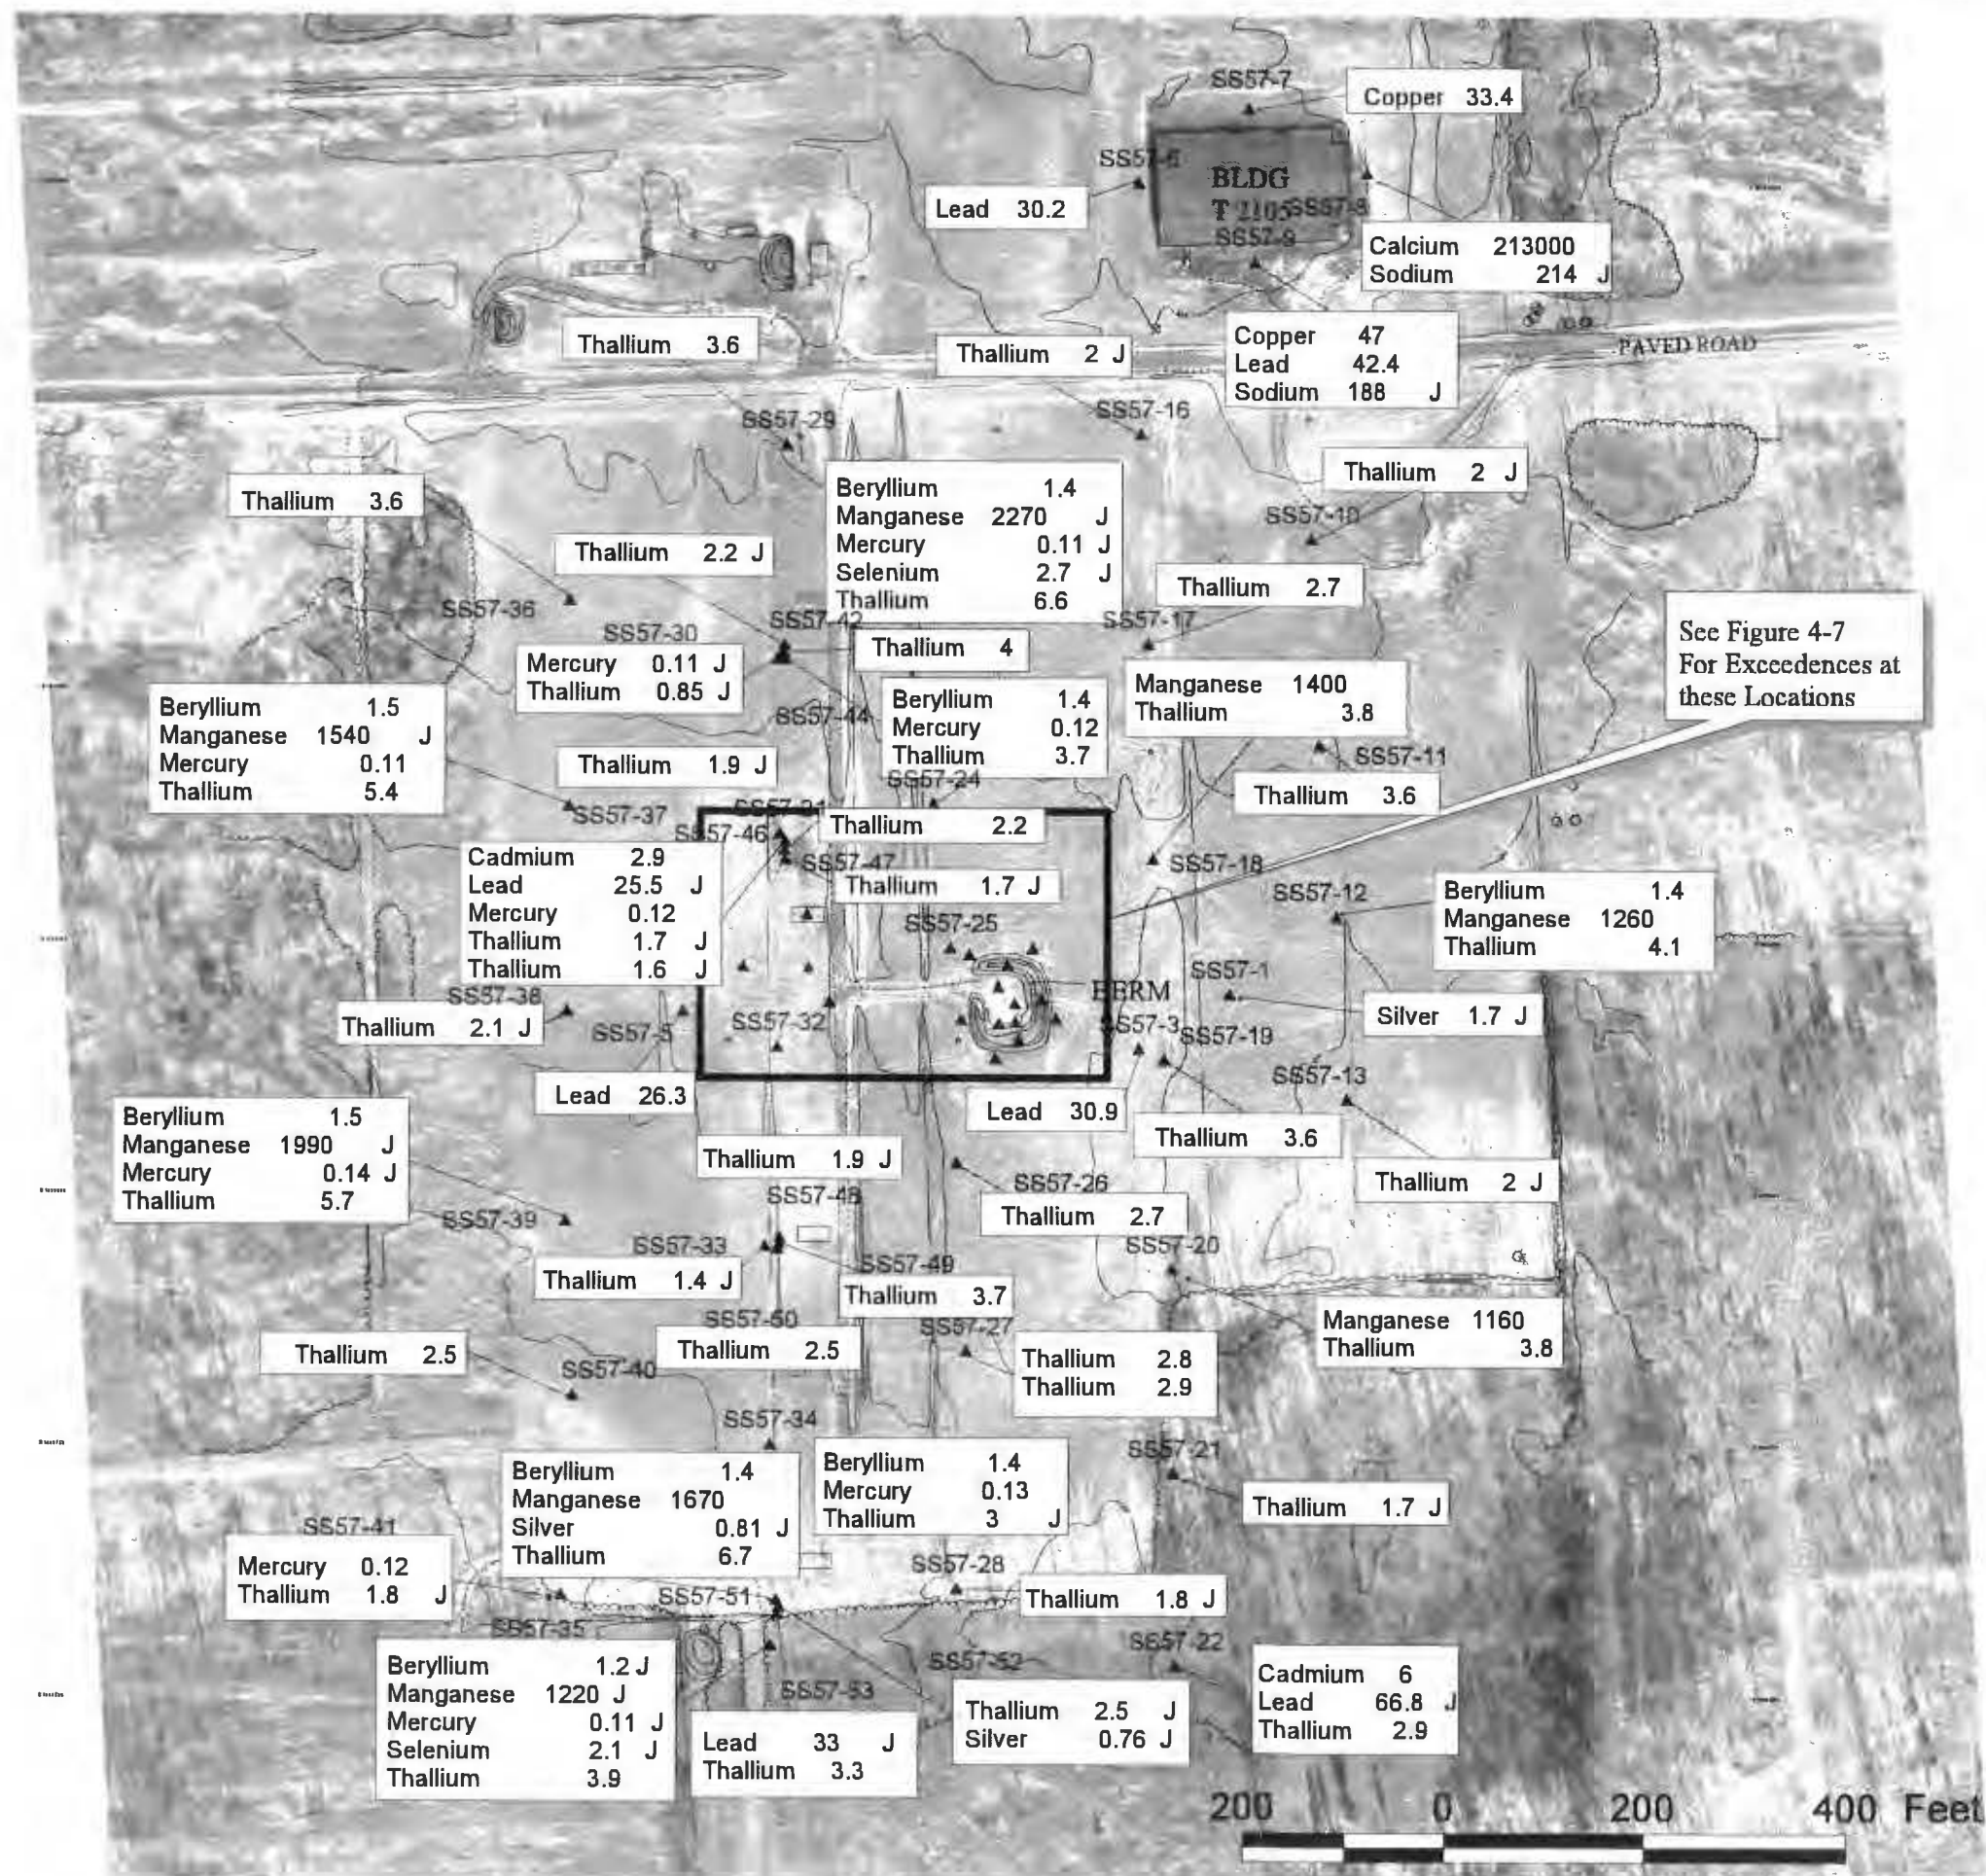 SS57-7
Copper 33.4
SS57-6
BLDG
T 2105
SS57-8
Lead 30.2
SS57-9
Calcium 213000
Sodium 214 J
Copper 47
Lead 42.4
Sodium 188 J
PAVED ROAD
Thallium 3.6
Thallium 2 J
SS57-29
SS57-16
Thallium 2 J
Thallium 3.6
Beryllium 1.4
Manganese 2270 J
Mercury 0.11 J
Selenium 2.7 J
Thallium 6.6
SS57-10
Thallium 2.2 J
Thallium 2.7
SS57-36
SS57-30
SS57-42
SS57-17
See Figure 4-7
For Exceedences at
these Locations
Mercury 0.11 J
Thallium 0.85 J
Thallium 4
Beryllium 1.4
Mercury 0.12
Thallium 3.7
Manganese 1400
Thallium 3.8
Beryllium 1.5
Manganese 1540 J
Mercury 0.11
Thallium 5.4
SS57-44
Thallium 1.9 J
SS57-24
SS57-11
Thallium 3.6
SS57-37
SS57-31
SS57-46
Thallium 2.2
SS57-47
SS57-18
Cadmium 2.9
Lead 25.5 J
Mercury 0.12
Thallium 1.7 J
Thallium 1.6 J
Thallium 1.7 J
SS57-25
SS57-12
Beryllium 1.4
Manganese 1260
Thallium 4.1
SS57-1
BERM
SS57-38
Thallium 2.1 J
SS57-5
SS57-32
SS57-3
SS57-19
Silver 1.7 J
SS57-13
Lead 26.3
Lead 30.9
Thallium 3.6
Beryllium 1.5
Manganese 1990 J
Mercury 0.14 J
Thallium 5.7
Thallium 1.9 J
SS57-26
Thallium 2 J
SS57-48
Thallium 2.7
SS57-39
SS57-33
SS57-20
SS57-49
Thallium 1.4 J
Thallium 3.7
SS57-50
SS57-27
Manganese 1160
Thallium 3.8
Thallium 2.5
Thallium 2.5
Thallium 2.8
Thallium 2.9
SS57-40
SS57-34
SS57-21
Beryllium 1.4
Manganese 1670
Silver 0.81 J
Thallium 6.7
Beryllium 1.4
Mercury 0.13
Thallium 3 J
Thallium 1.7 J
SS57-41
Mercury 0.12
Thallium 1.8 J
SS57-28
SS57-51
Thallium 1.8 J
SS57-35
SS57-22
SS57-52
Beryllium 1.2 J
Manganese 1220 J
Mercury 0.11 J
Selenium 2.1 J
Thallium 3.9
SS57-53
Lead 33 J
Thallium 3.3
Thallium 2.5 J
Silver 0.76 J
Cadmium 6
Lead 66.8 J
Thallium 2.9
200 0 200 400 Feet